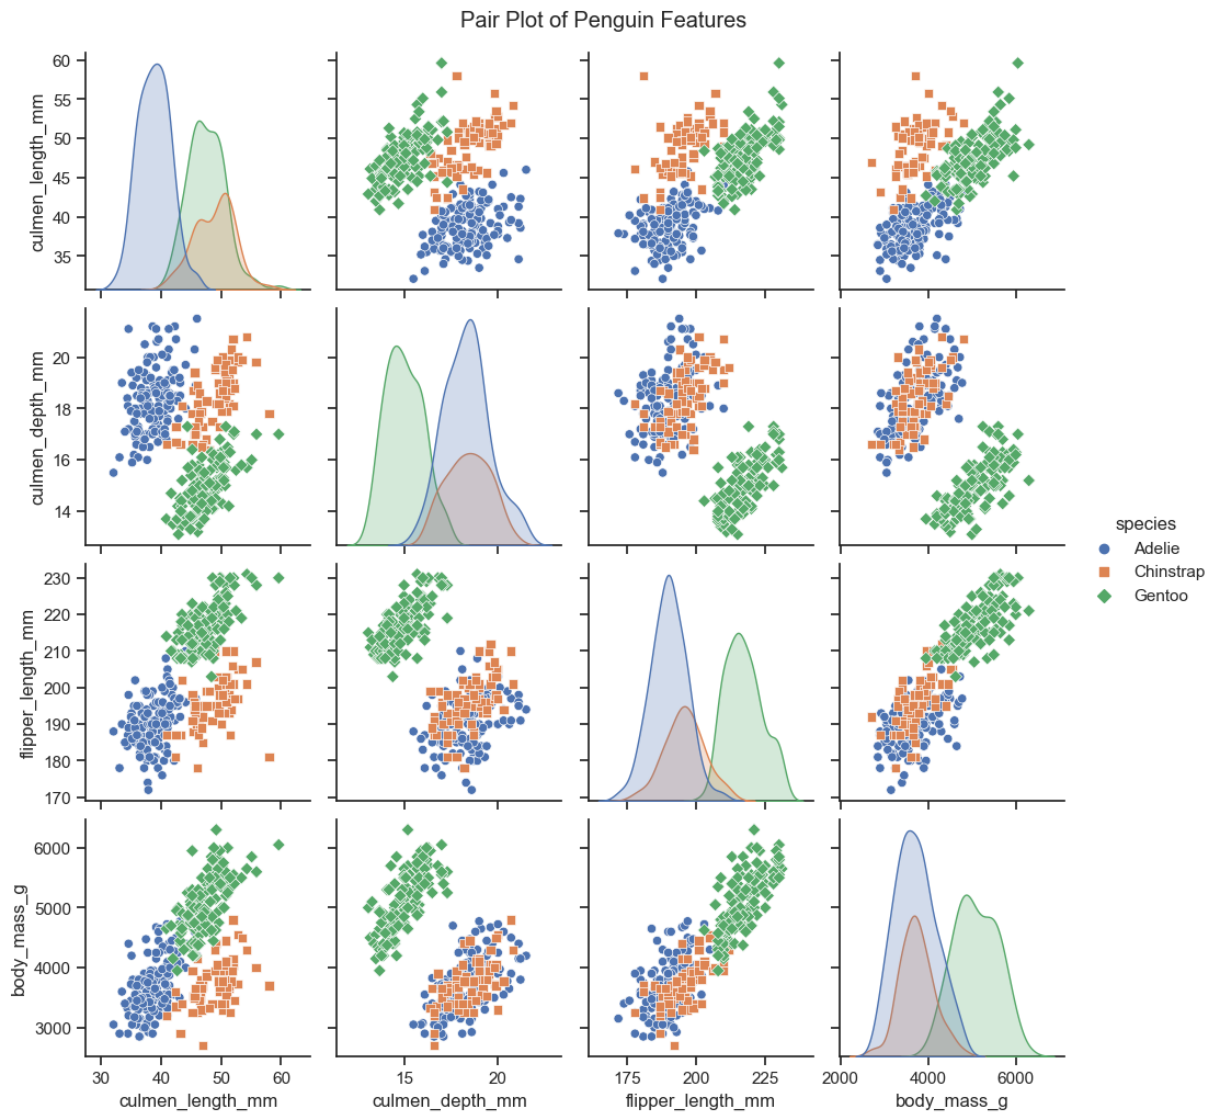 Pair Plot of Penguin Features
culmen_length_mm
60
55
50
45
40
35
culmen_depth_mm
20
18
16
14
species
Adelie
Chinstrap
Gentoo
flipper_length_mm
230
220
210
200
190
180
170
body_mass_g
6000
5000
4000
3000
30 40 50 60
15 20
175 200 225
2000 4000 6000
culmen_length_mm
culmen_depth_mm
flipper_length_mm
body_mass_g